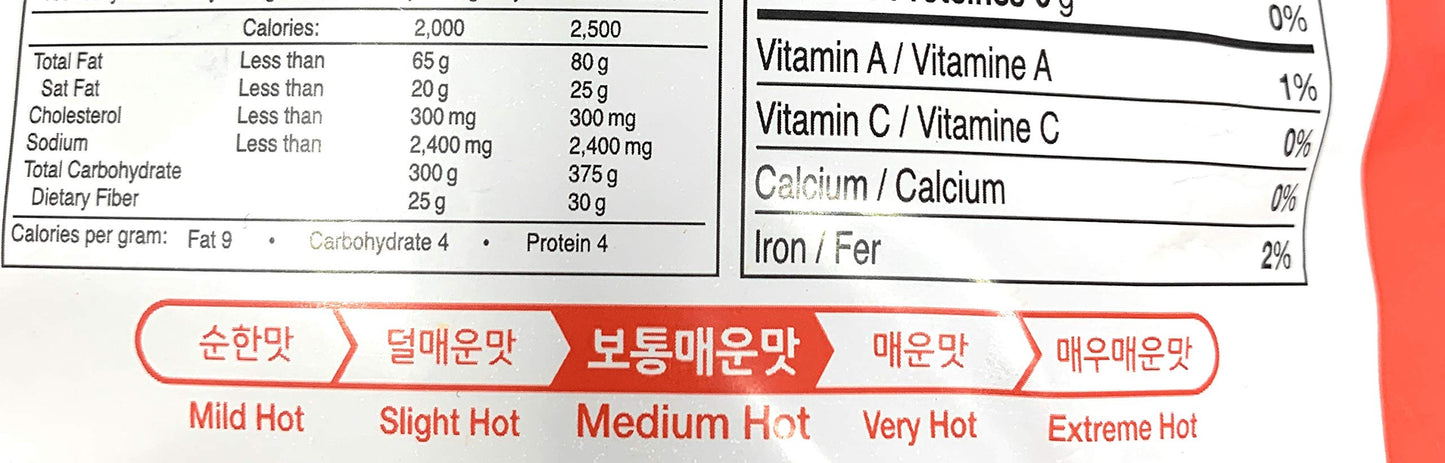 Calories: 2,000 2,500
Total Fat Less than 65 g 80 g
Sat Fat Less than 20 g 25 g
Cholesterol Less than 300 mg 300 mg
Sodium Less than 2,400 mg 2,400 mg
Total Carbohydrate 300 g 375 g
Dietary Fiber 25 g 30 g
Calories per gram: Fat 9 • Carbohydrate 4 • Protein 4
0%
Vitamin A / Vitamine A 1%
Vitamin C / Vitamine C 0%
Calcium / Calcium 0%
Iron / Fer 2%
순한맛 덜매운맛 보통매운맛 매운맛 매우매운맛
Mild Hot Slight Hot Medium Hot Very Hot Extreme Hot